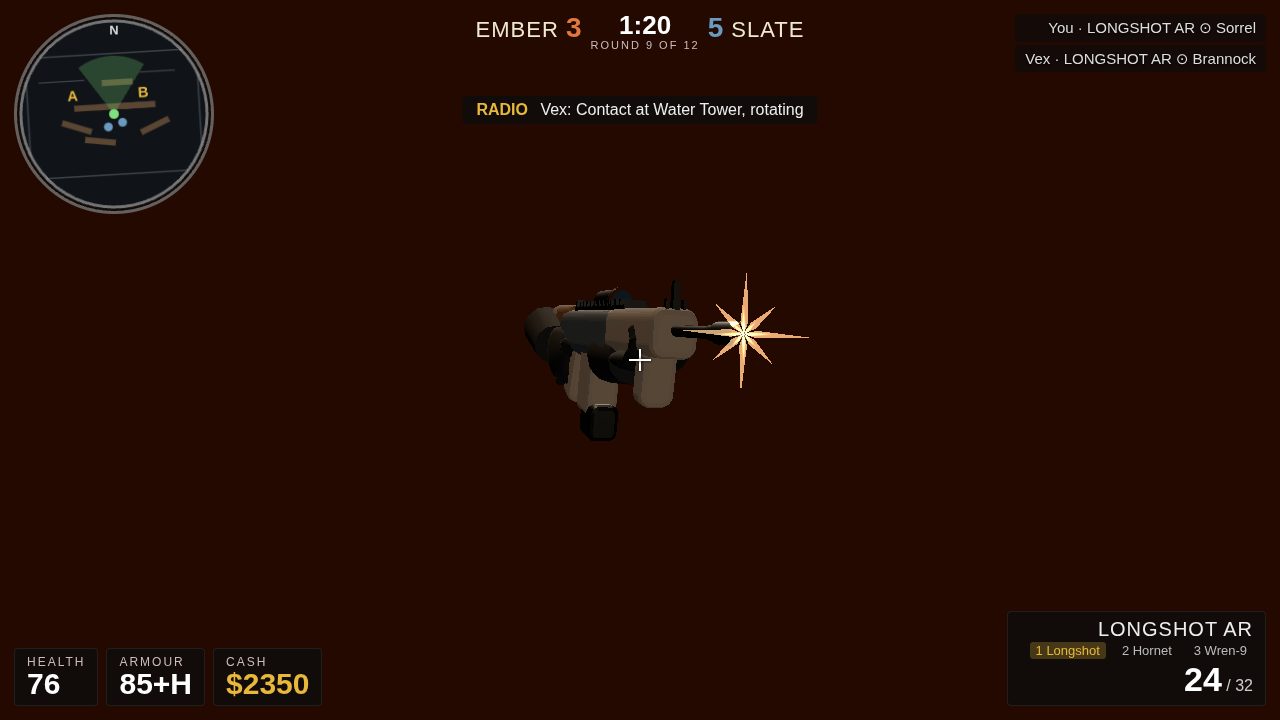 N
A
B
EMBER 3 1:20 5 SLATE
ROUND 9 OF 12
You · LONGSHOT AR ⊙ Sorrel
Vex · LONGSHOT AR ⊙ Brannock
RADIO Vex: Contact at Water Tower, rotating
HEALTH
76
ARMOUR
85+H
CASH
$2350
LONGSHOT AR
1 Longshot 2 Hornet 3 Wren-9
24 / 32